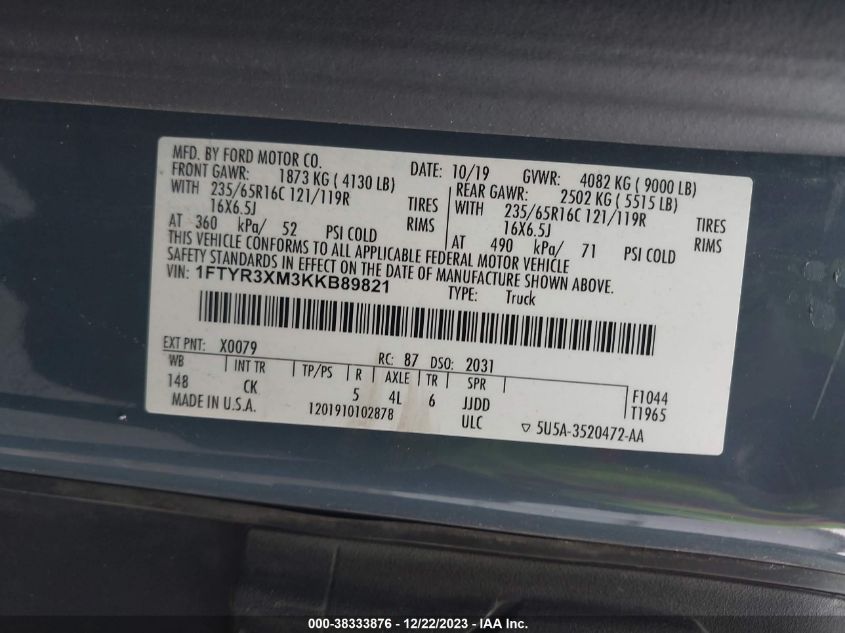 MFD. BY FORD MOTOR CO.
DATE: 10/19 GVWR: 4082 KG ( 9000 LB)
FRONT GAWR: 1873 KG ( 4130 LB)
REAR GAWR: 2502 KG ( 5515 LB)
WITH 235/65R16C 121/119R TIRES
WITH 235/65R16C 121/119R TIRES
16X6.5J RIMS
16X6.5J RIMS
AT 360 kPa/ 52 PSI COLD
AT 490 kPa/ 71 PSI COLD
THIS VEHICLE CONFORMS TO ALL APPLICABLE FEDERAL MOTOR VEHICLE
SAFETY STANDARDS IN EFFECT ON THE DATE OF MANUFACTURE SHOWN ABOVE.
VIN: 1FTYR3XM3KKB89821
TYPE: Truck
EXT PNT: X0079 RC: 87 DSO: 2031
WB INT TR TP/PS R AXLE TR SPR F1044
148 CK 5 4L 6 JJDD T1965
MADE IN U.S.A. 1201910102878 ULC ▽ 5U5A-3520472-AA
000-38333876 - 12/22/2023 - IAA Inc.